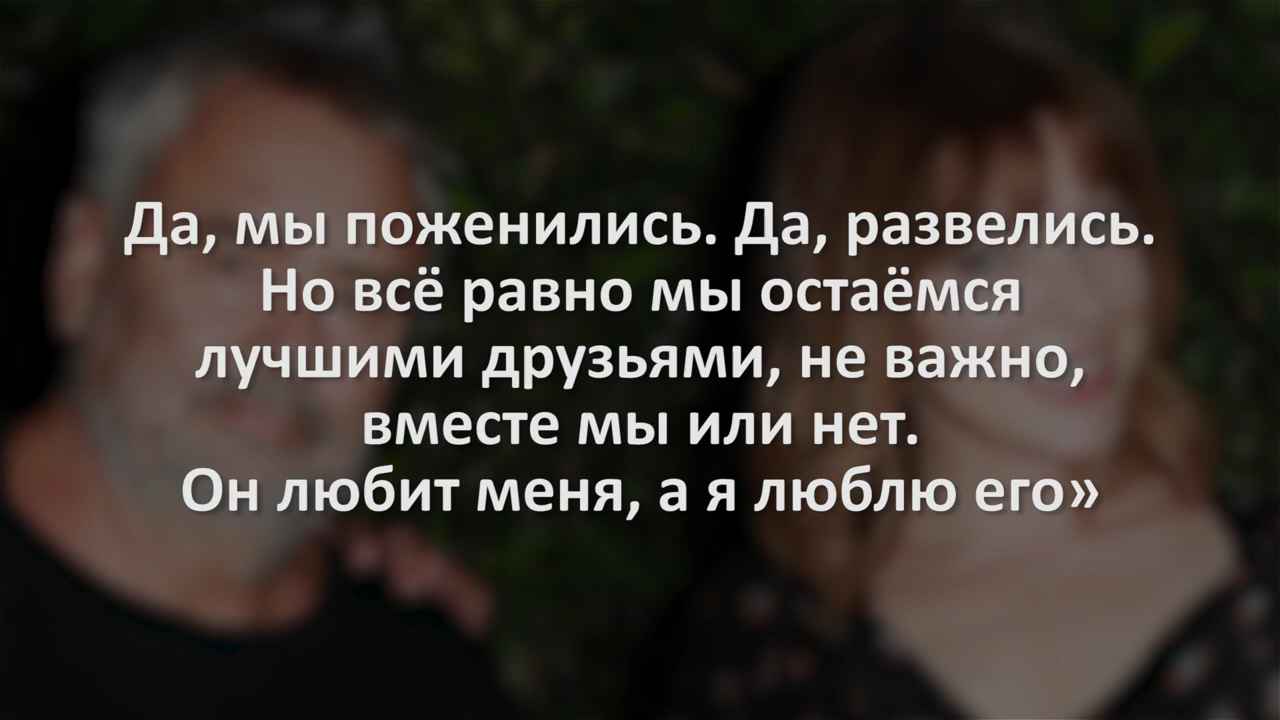 Да, мы поженились. Да, развелись.
Но всё равно мы остаёмся
лучшими друзьями, не важно,
вместе мы или нет.
Он любит меня, а я люблю его»